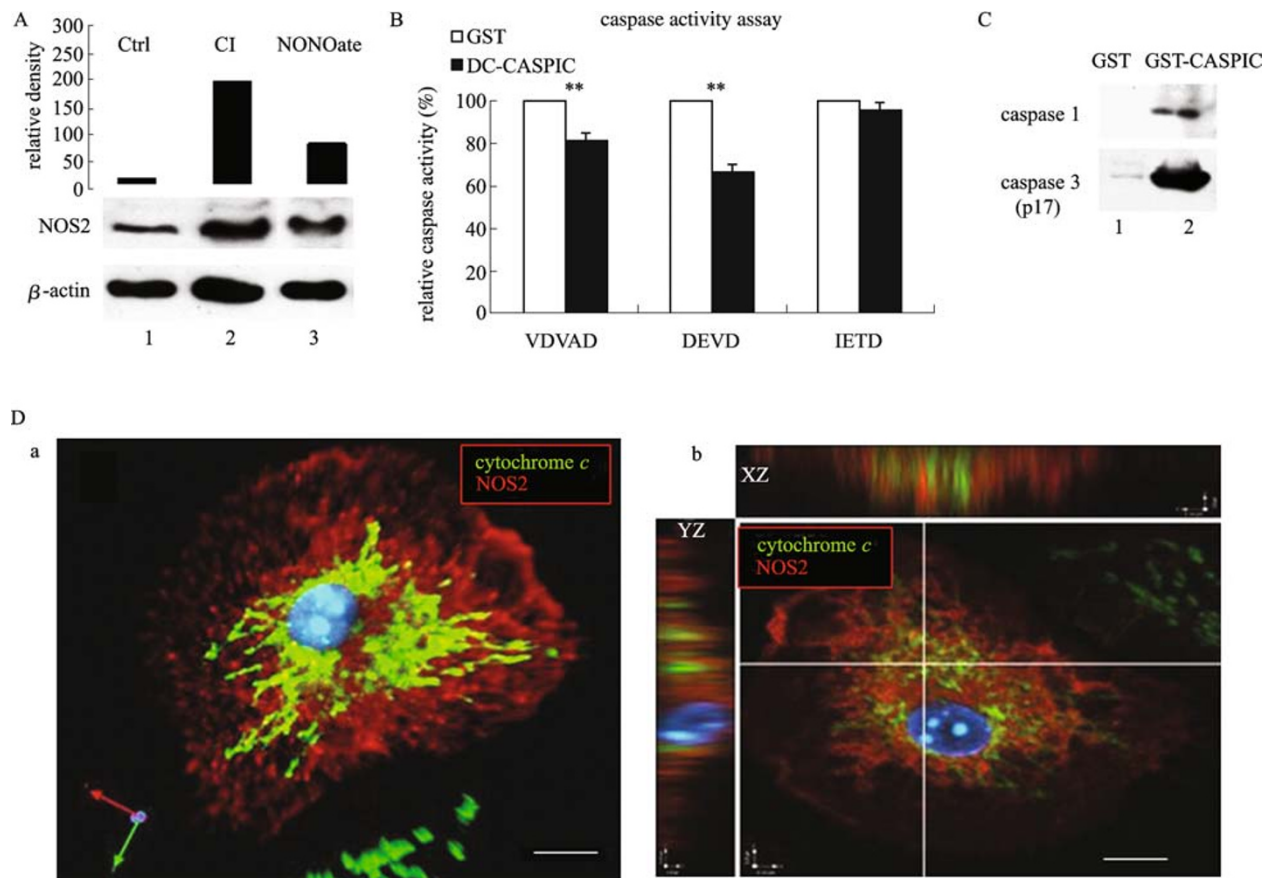 A
300
250
200
150
100
50
0
relative density
Ctrl CI NONOate
NOS2
β-actin
1 2 3
B
caspase activity assay
GST
DC-CASPIC
** **
relative caspase activity (%)
100
80
60
40
20
0
VDVAD DEVD IETD
C
GST GST-CASPIC
caspase 1
caspase 3
(p17)
1 2
D
a
cytochrome c
NOS2
b
XZ
YZ
cytochrome c
NOS2